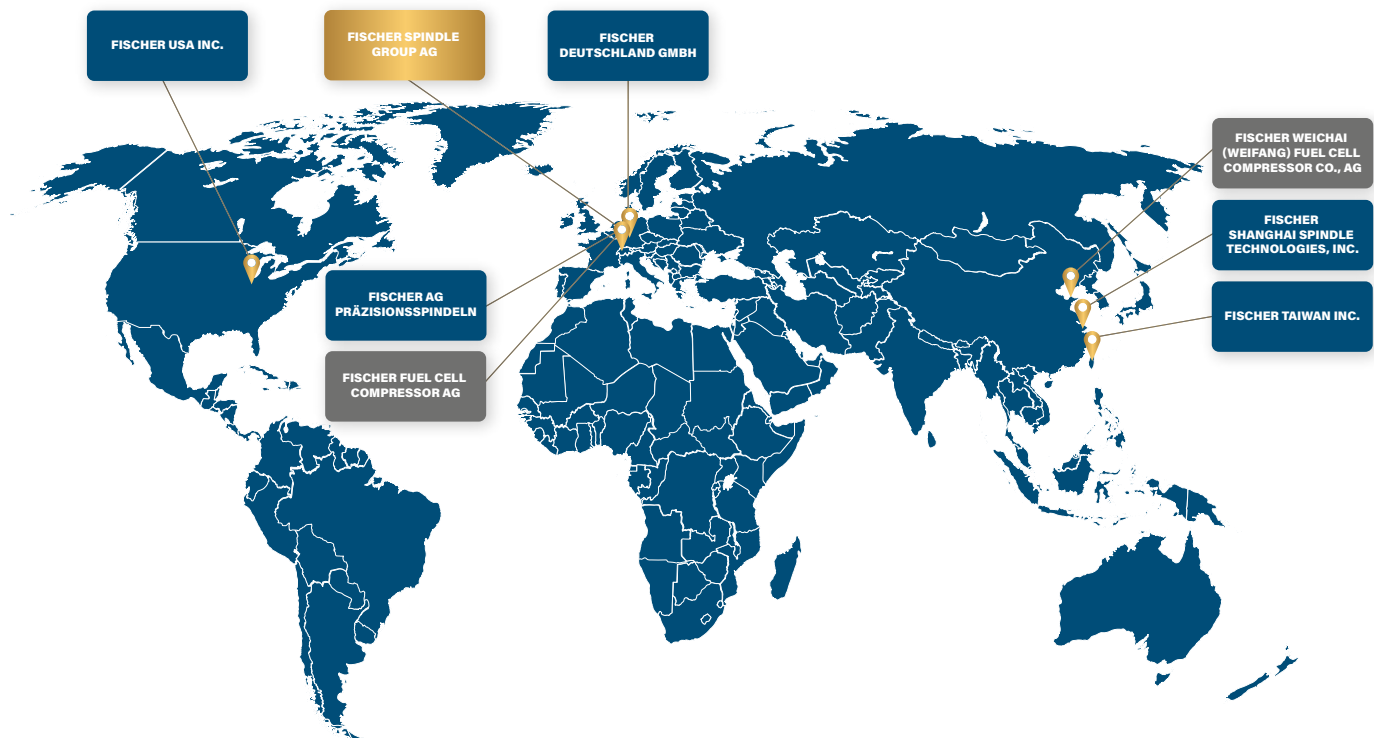 FISCHER USA INC.
FISCHER SPINDLE
GROUP AG
FISCHER
DEUTSCHLAND GMBH
FISCHER WEICHAI
(WEIFANG) FUEL CELL
COMPRESSOR CO., AG
FISCHER
SHANGHAI SPINDLE
TECHNOLOGIES, INC.
FISCHER AG
PRÄZISIONSSPINDELN
FISCHER TAIWAN INC.
FISCHER FUEL CELL
COMPRESSOR AG